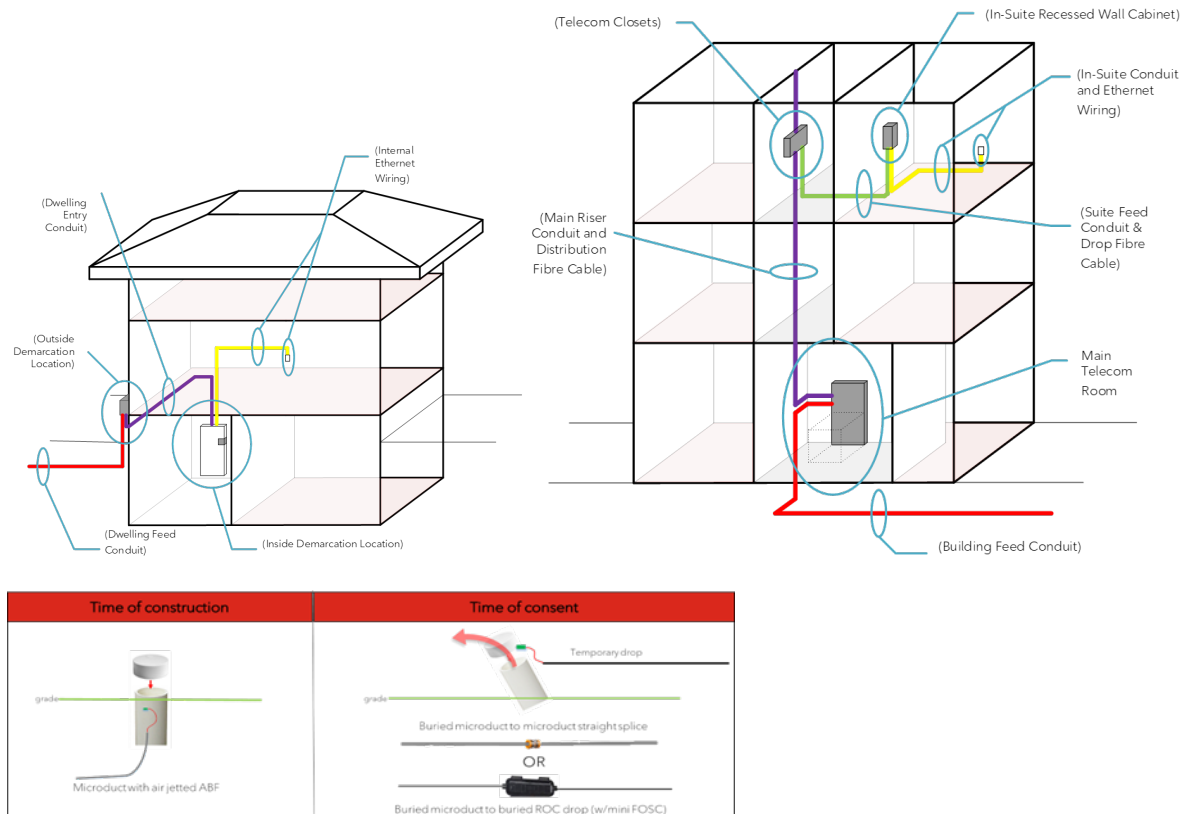 (Telecom Closets)
(In-Suite Recessed Wall Cabinet)
(In-Suite Conduit
and Ethernet
Wiring)
(Internal
Ethernet
Wiring)
(Dwelling
Entry
Conduit)
(Main Riser
Conduit and
Distribution
Fibre Cable)
(Suite Feed
Conduit &
Drop Fibre
Cable)
(Outside
Demarcation
Location)
Main
Telecom
Room
(Dwelling Feed
Conduit)
(Inside Demarcation Location)
(Building Feed Conduit)
Time of construction
Time of consent
Temporary drop
grade
grade
Buried microduct to microduct straight splice
OR
Microduct with air jetted ABF
Buried microduct to buried ROC drop (w/mini FOSC)